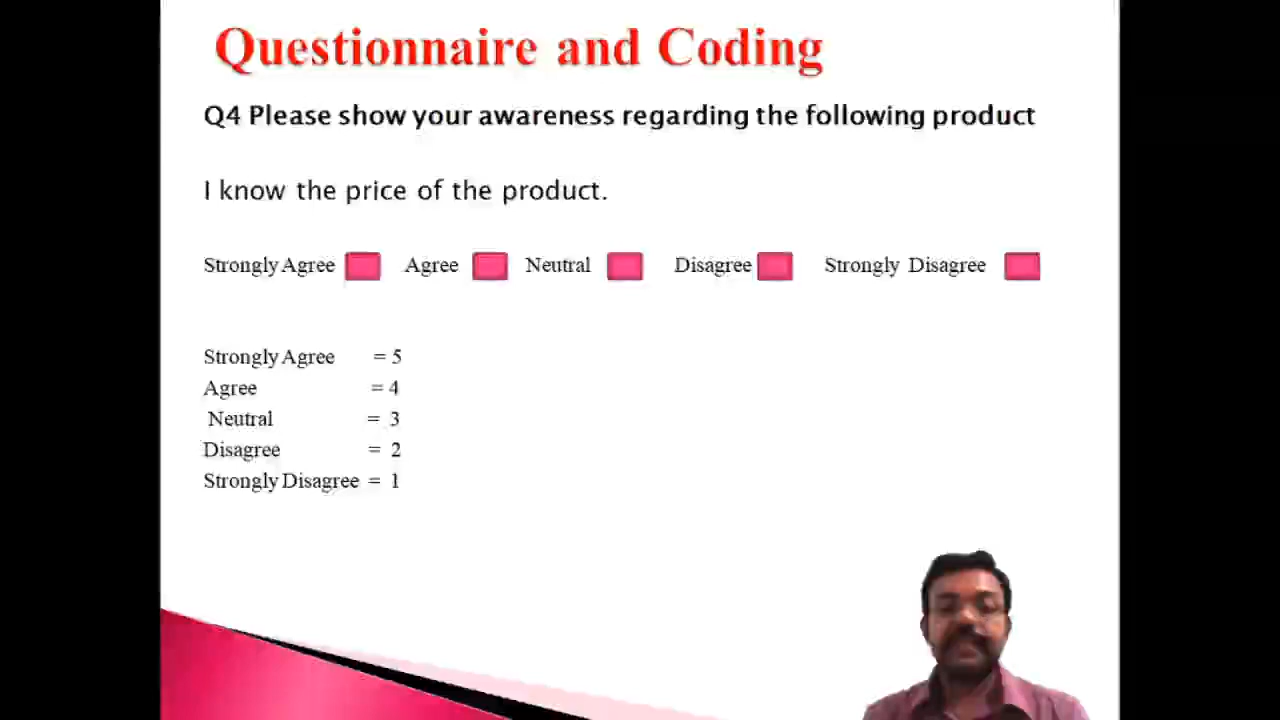 Questionnaire and Coding
Q4 Please show your awareness regarding the following product
I know the price of the product.
Strongly Agree Agree Neutral Disagree Strongly Disagree
Strongly Agree = 5
Agree = 4
Neutral = 3
Disagree = 2
Strongly Disagree = 1